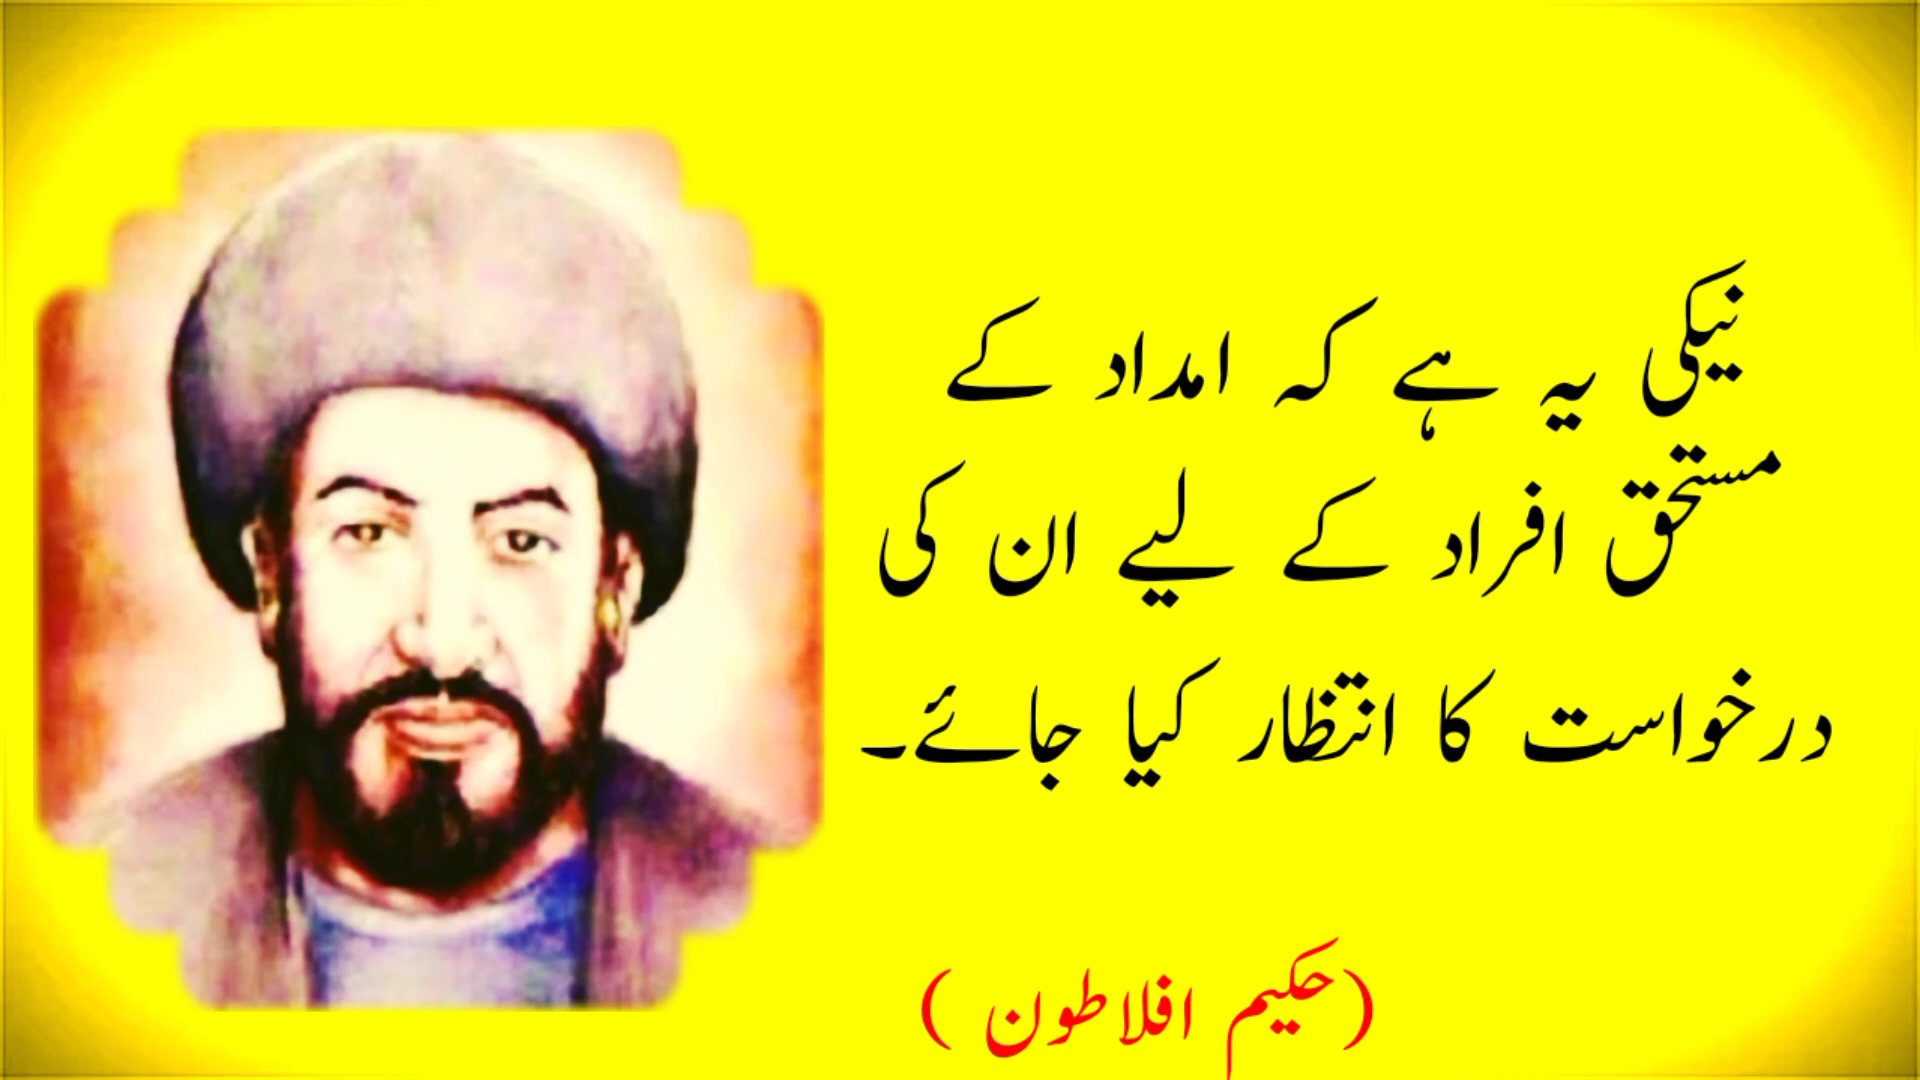 نیکی یہ ہے کہ امداد کے
مستحق افراد کے لیے ان کی
درخواست کا انتظار کیا جائے۔
(حکیم افلاطون )